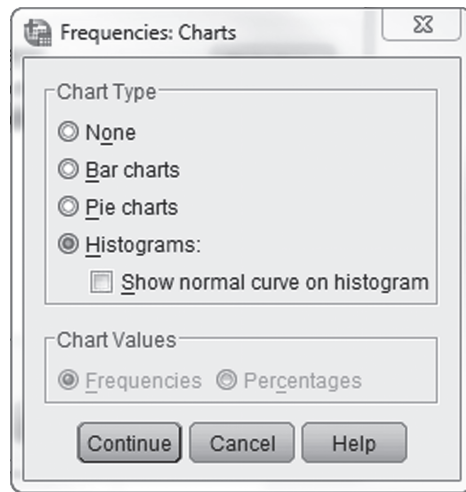 Frequencies: Charts
Chart Type
None
Bar charts
Pie charts
Histograms:
Show normal curve on histogram
Chart Values
Frequencies Percentages
Continue Cancel Help